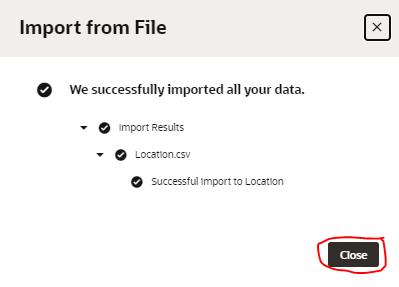 Import from File
We successfully imported all your data.
Import Results
Location.csv
Successful Import to Location
Close